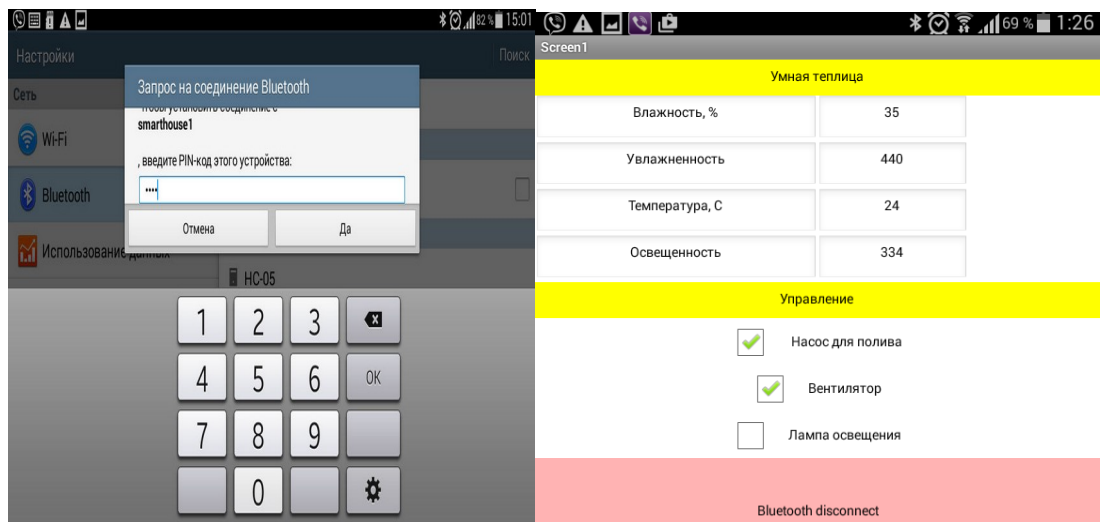 82 % 15:01
Настройки
Поиск
Сеть
Запрос на соединение Bluetooth
Чтобы установить соединение с
smarthouse1
, введите PIN-код этого устройства:
••••
Отмена
Да
Wi-Fi
Bluetooth
Использование данных
HC-05
1 2 3
4 5 6 OK
7 8 9
0
69 % 1:26
Screen1
Умная теплица
Влажность, % 35
Увлажненность 440
Температура, С 24
Освещенность 334
Управление
Насос для полива
Вентилятор
Лампа освещения
Bluetooth disconnect